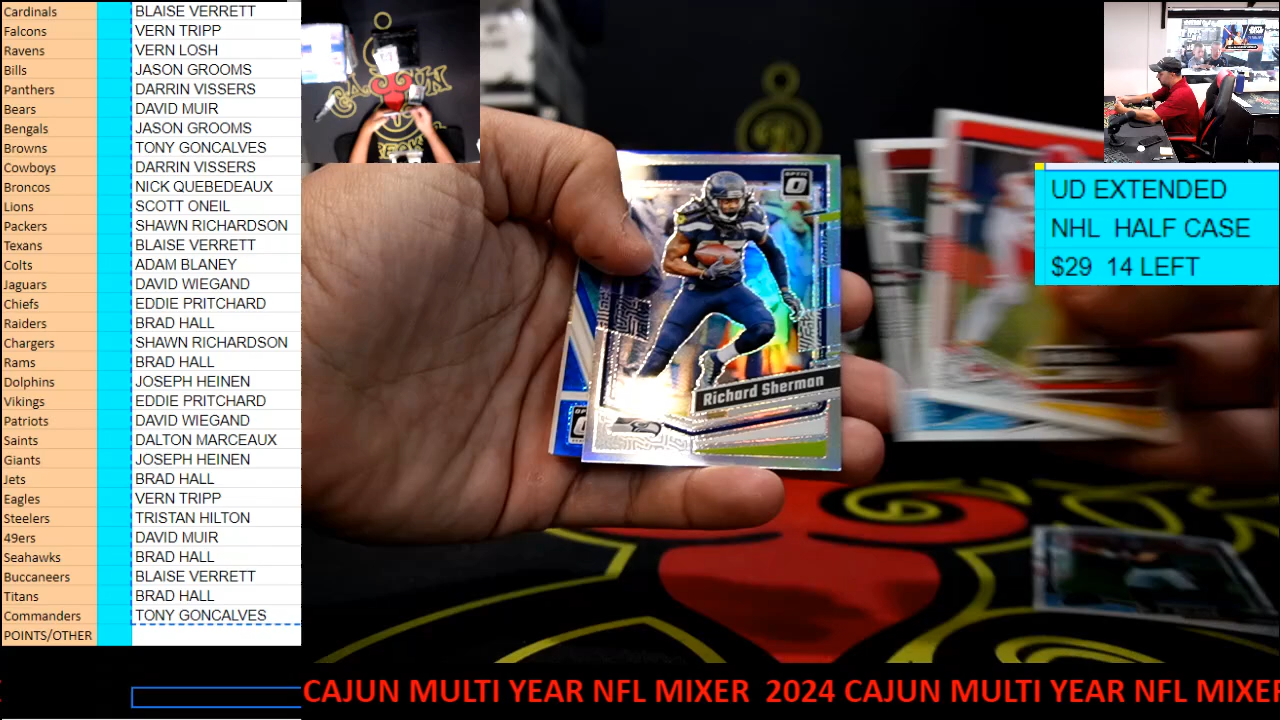 Cardinals BLAISE VERRETT
Falcons VERN TRIPP
Ravens VERN LOSH
Bills JASON GROOMS
Panthers DARRIN VISSERS
Bears DAVID MUIR
Bengals JASON GROOMS
Browns TONY GONCALVES
Cowboys DARRIN VISSERS
Broncos NICK QUEBEDEAUX
Lions SCOTT ONEIL
Packers SHAWN RICHARDSON
Texans BLAISE VERRETT
Colts ADAM BLANEY
Jaguars DAVID WIEGAND
Chiefs EDDIE PRITCHARD
Raiders BRAD HALL
Chargers SHAWN RICHARDSON
Rams BRAD HALL
Dolphins JOSEPH HEINEN
Vikings EDDIE PRITCHARD
Patriots DAVID WIEGAND
Saints DALTON MARCEAUX
Giants JOSEPH HEINEN
Jets BRAD HALL
Eagles VERN TRIPP
Steelers TRISTAN HILTON
49ers DAVID MUIR
Seahawks BRAD HALL
Buccaneers BLAISE VERRETT
Titans BRAD HALL
Commanders TONY GONCALVES
POINTS/OTHER
UD EXTENDED
NHL HALF CASE
$29 14 LEFT
OPTIC
Richard Sherman
CAJUN MULTI YEAR NFL MIXER 2024 CAJUN MULTI YEAR NFL MIXE